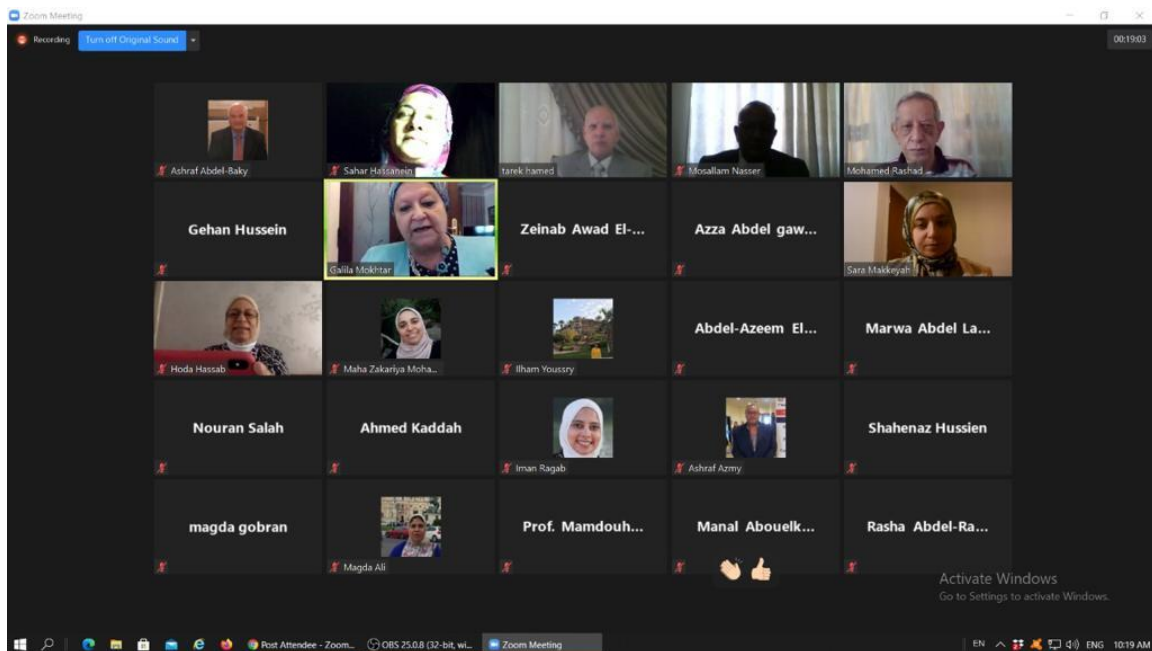 Zoom Meeting
Recording
Turn off Original Sound
00:19:03
Ashraf Abdel-Baky
Sahar Hassanein
tarek hamed
Mosallam Nasser
Mohamed Rashad
Gehan Hussein
Galila Mokhtar
Zeinab Awad El-...
Azza Abdel gaw...
Sara Makkeyah
Hoda Hassab
Maha Zakariya Moha...
Ilham Youssry
Abdel-Azeem El...
Marwa Abdel La...
Nouran Salah
Ahmed Kaddah
Iman Ragab
Ashraf Azmy
Shahenaz Hussien
magda gobran
Magda Ali
Prof. Mamdouh...
Manal Abouelk...
Rasha Abdel-Ra...
Activate Windows
Go to Settings to activate Windows.
Post Attendee - Zoom...
OBS 25.0.8 (32-bit, wi...
Zoom Meeting
EN
ENG
10:19 AM